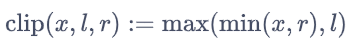 clip(x, l, r) := max(min(x, r), l)